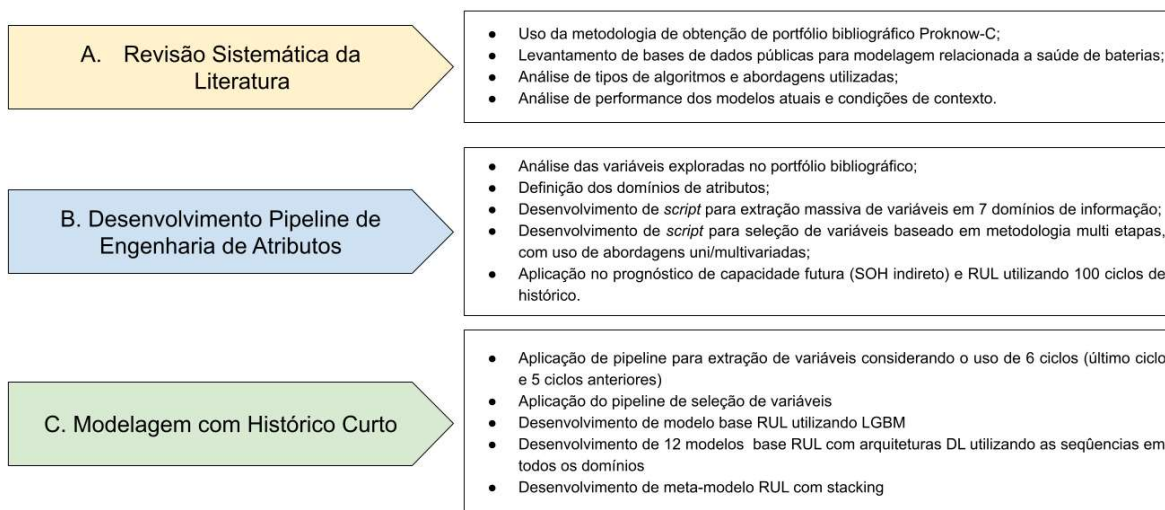 A. Revisão Sistemática da
Literatura
● Uso da metodologia de obtenção de portfólio bibliográfico Proknow-C;
● Levantamento de bases de dados públicas para modelagem relacionada a saúde de baterias;
● Análise de tipos de algoritmos e abordagens utilizadas;
● Análise de performance dos modelos atuais e condições de contexto.
B. Desenvolvimento Pipeline de
Engenharia de Atributos
● Análise das variáveis exploradas no portfólio bibliográfico;
● Definição dos domínios de atributos;
● Desenvolvimento de script para extração massiva de variáveis em 7 domínios de informação;
● Desenvolvimento de script para seleção de variáveis baseado em metodologia multi etapas,
com uso de abordagens uni/multivariadas;
● Aplicação no prognóstico de capacidade futura (SOH indireto) e RUL utilizando 100 ciclos de
histórico.
C. Modelagem com Histórico Curto
● Aplicação de pipeline para extração de variáveis considerando o uso de 6 ciclos (último ciclo
e 5 ciclos anteriores)
● Aplicação do pipeline de seleção de variáveis
● Desenvolvimento de modelo base RUL utilizando LGBM
● Desenvolvimento de 12 modelos base RUL com arquiteturas DL utilizando as seqûencias em
todos os domínios
● Desenvolvimento de meta-modelo RUL com stacking